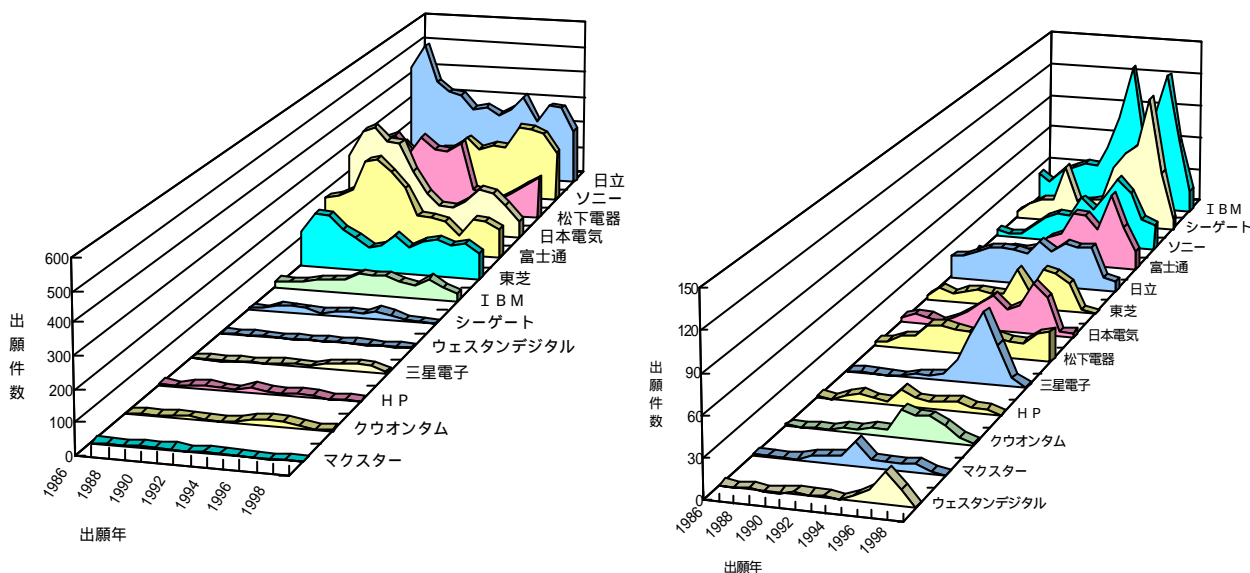 600
500
400
300
200
100
0
出願件数
1986
1988
1990
1992
1994
1996
1998
出願年
日立
ソニー
松下電器
日本電気
富士通
東芝
ＩＢＭ
シーゲート
ウェスタンデジタル
三星電子
ＨＰ
クウオンタム
マクスター
150
120
90
60
30
0
出願件数
1986
1988
1990
1992
1994
1996
1998
出願年
ＩＢＭ
シーゲート
ソニー
富士通
日立
東芝
日本電気
松下電器
三星電子
ＨＰ
クウオンタム
マクスター
ウェスタンデジタル